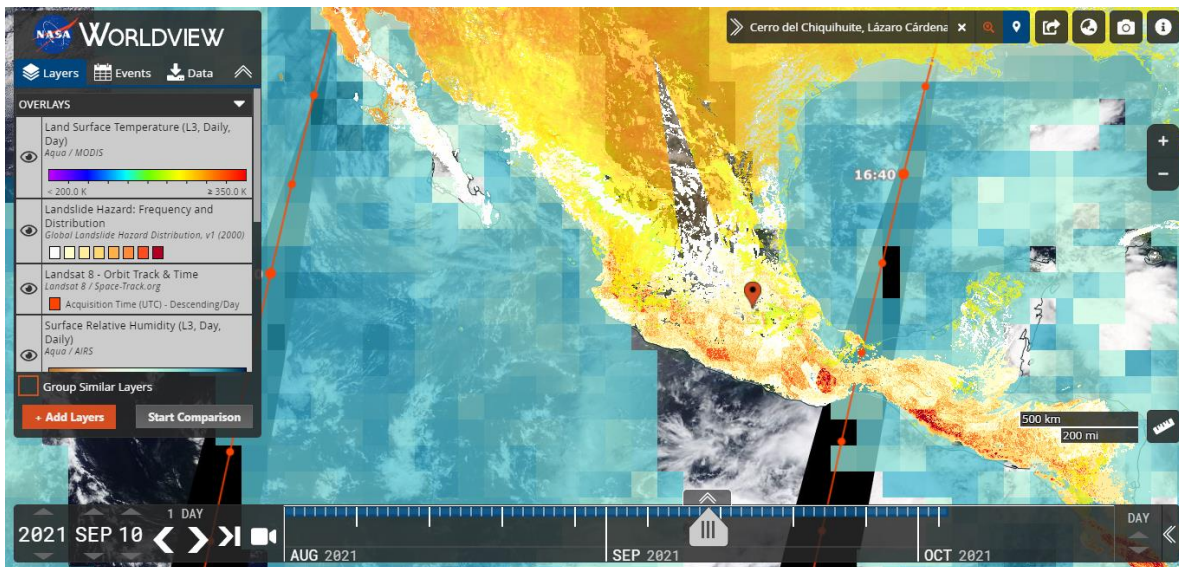 NASA WORLDVIEW
Cerro del Chiquihuite, Lázaro Cárdena
Layers Events Data
OVERLAYS
Land Surface Temperature (L3, Daily,
Day)
Aqua / MODIS
< 200.0 K ≥ 350.0 K
Landslide Hazard: Frequency and
Distribution
Global Landslide Hazard Distribution, v1 (2000)
Landsat 8 - Orbit Track & Time
Landsat 8 / Space-Track.org
Acquisition Time (UTC) - Descending/Day
Surface Relative Humidity (L3, Day,
Daily)
Aqua / AIRS
Group Similar Layers
+ Add Layers Start Comparison
16:40
500 km
200 mi
1 DAY
2021 SEP 10
AUG 2021 SEP 2021 OCT 2021
DAY